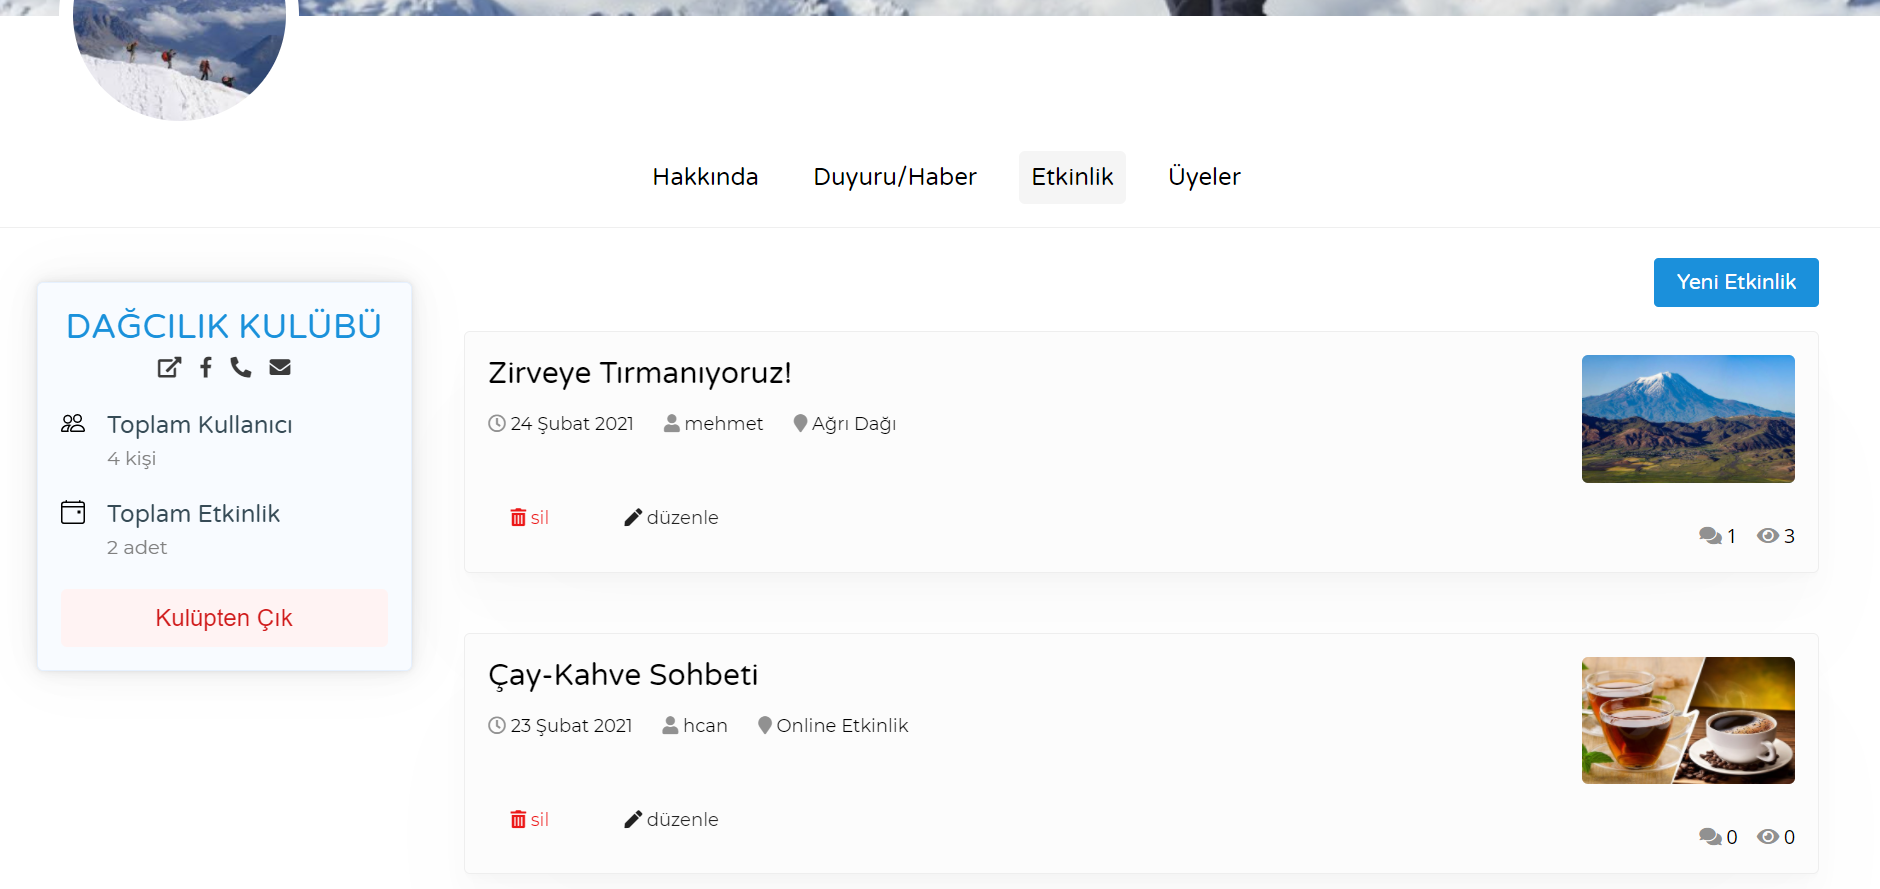 Hakkında Duyuru/Haber Etkinlik Üyeler
Yeni Etkinlik
DAĞCILIK KULÜBÜ
Toplam Kullanıcı
4 kişi
Toplam Etkinlik
2 adet
Kulüpten Çık
Zirveye Tırmanıyoruz!
24 Şubat 2021 mehmet Ağrı Dağı
sil düzenle
1 3
Çay-Kahve Sohbeti
23 Şubat 2021 hcan Online Etkinlik
sil düzenle
0 0